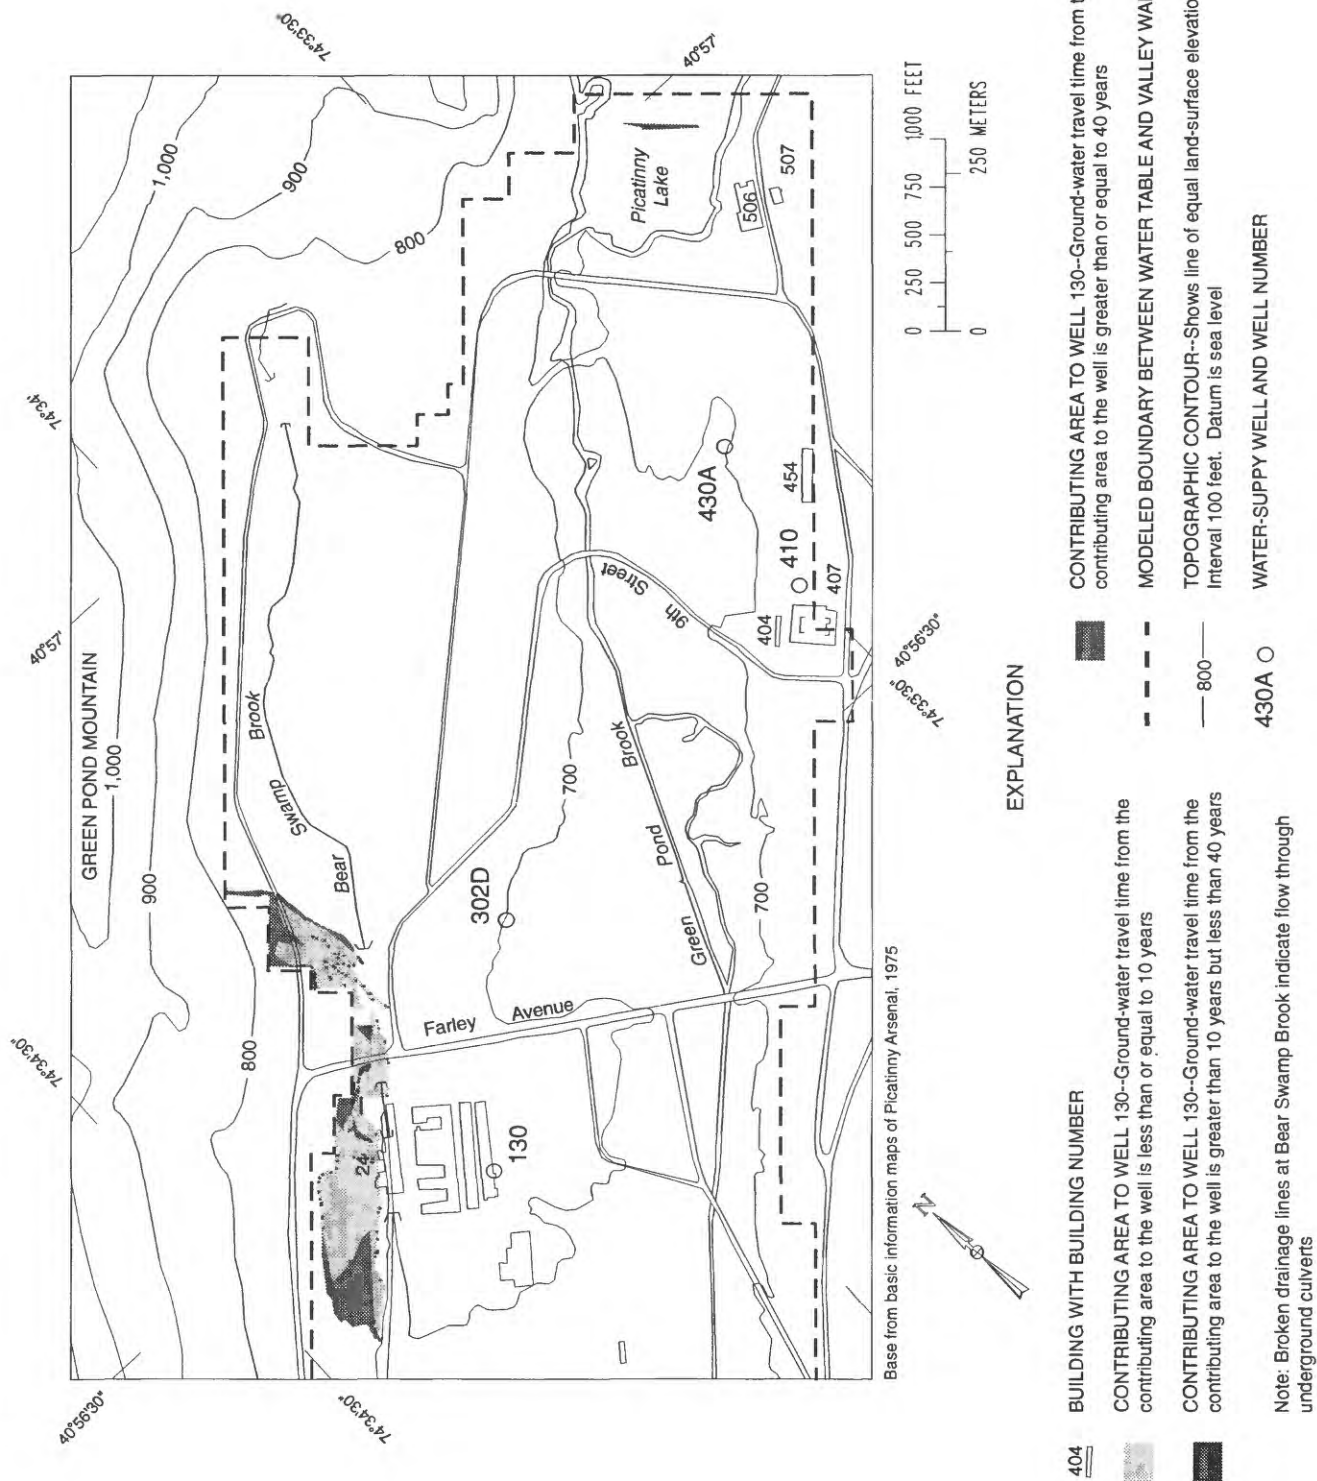 40°56'30"
74°34'30"
74°34'30"
40°57'
74°34'
74°33'30"
40°57'
40°56'30"
74°33'30"
GREEN POND MOUNTAIN
1,000
900
800
1,000
900
800
Bear
Swamp
Brook
24
130
302D
700
Farley
Avenue
Green
Pond
Brook
700
9th
Street
404
407
410
430A
454
Picatinny
Lake
506
507
Base from basic information maps of Picatinny Arsenal, 1975
0 250 500 750 1,000 FEET
0 250 METERS
N
EXPLANATION
404 BUILDING WITH BUILDING NUMBER
CONTRIBUTING AREA TO WELL 130--Ground-water travel time from the
contributing area to the well is less than or equal to 10 years
CONTRIBUTING AREA TO WELL 130--Ground-water travel time from the
contributing area to the well is greater than 10 years but less than 40 years
Note: Broken drainage lines at Bear Swamp Brook indicate flow through
underground culverts
CONTRIBUTING AREA TO WELL 130--Ground-water travel time from
contributing area to the well is greater than or equal to 40 years
MODELED BOUNDARY BETWEEN WATER TABLE AND VALLEY
800 TOPOGRAPHIC CONTOUR--Shows line of equal land-surface
Interval 100 feet. Datum is sea level
430A WATER-SUPPLY WELL AND WELL NUMBER